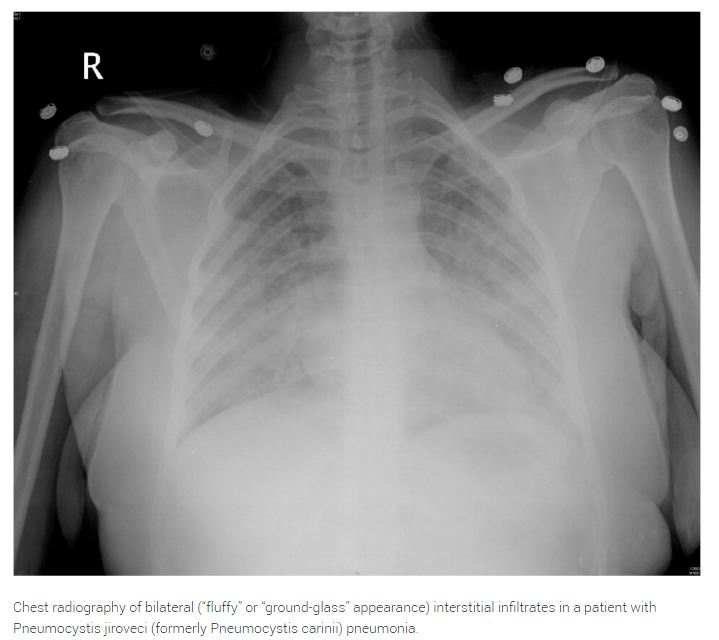 R
Chest radiography of bilateral (“fluffy” or “ground-glass” appearance) interstitial infiltrates in a patient with
Pneumocystis jiroveci (formerly Pneumocystis carinii) pneumonia.